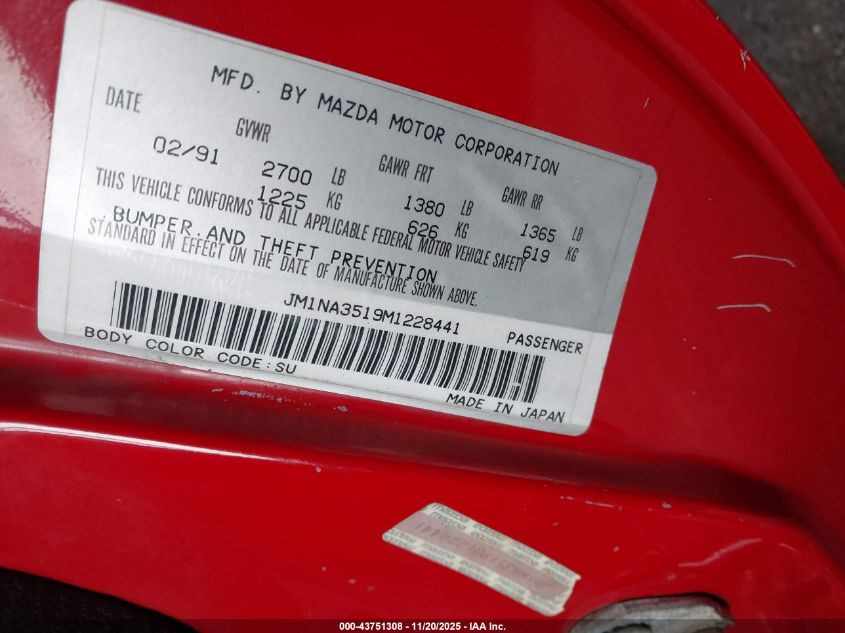 MFD. BY MAZDA MOTOR CORPORATION
DATE GVWR GAWR FRT GAWR RR
02/91 2700 LB 1380 LB 1365 LB
1225 KG 626 KG 619 KG
THIS VEHICLE CONFORMS TO ALL APPLICABLE FEDERAL MOTOR VEHICLE SAFETY
BUMPER AND THEFT PREVENTION
STANDARD IN EFFECT ON THE DATE OF MANUFACTURE SHOWN ABOVE.
JM1NA3519M1228441 PASSENGER
BODY COLOR CODE: SU
MADE IN JAPAN
000-43751308 - 11/20/2025 - IAA Inc.